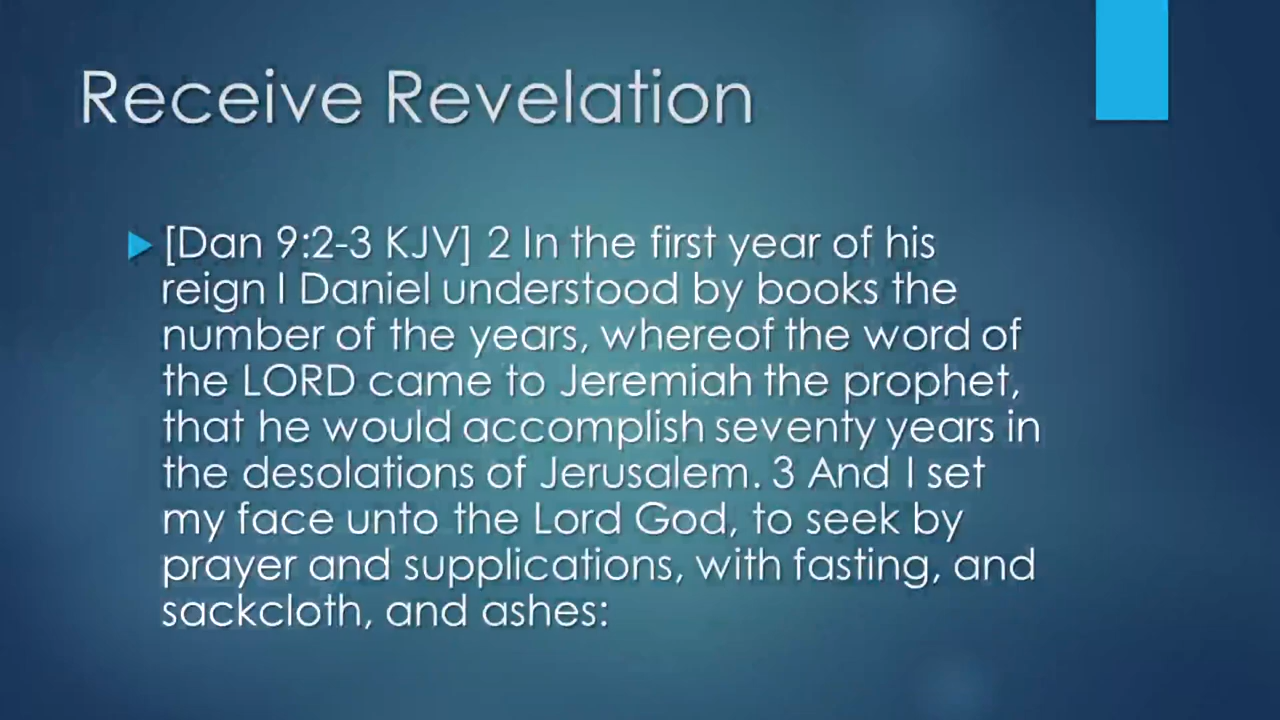 Receive Revelation
[Dan 9:2-3 KJV] 2 In the first year of his
reign I Daniel understood by books the
number of the years, whereof the word of
the LORD came to Jeremiah the prophet,
that he would accomplish seventy years in
the desolations of Jerusalem. 3 And I set
my face unto the Lord God, to seek by
prayer and supplications, with fasting, and
sackcloth, and ashes: